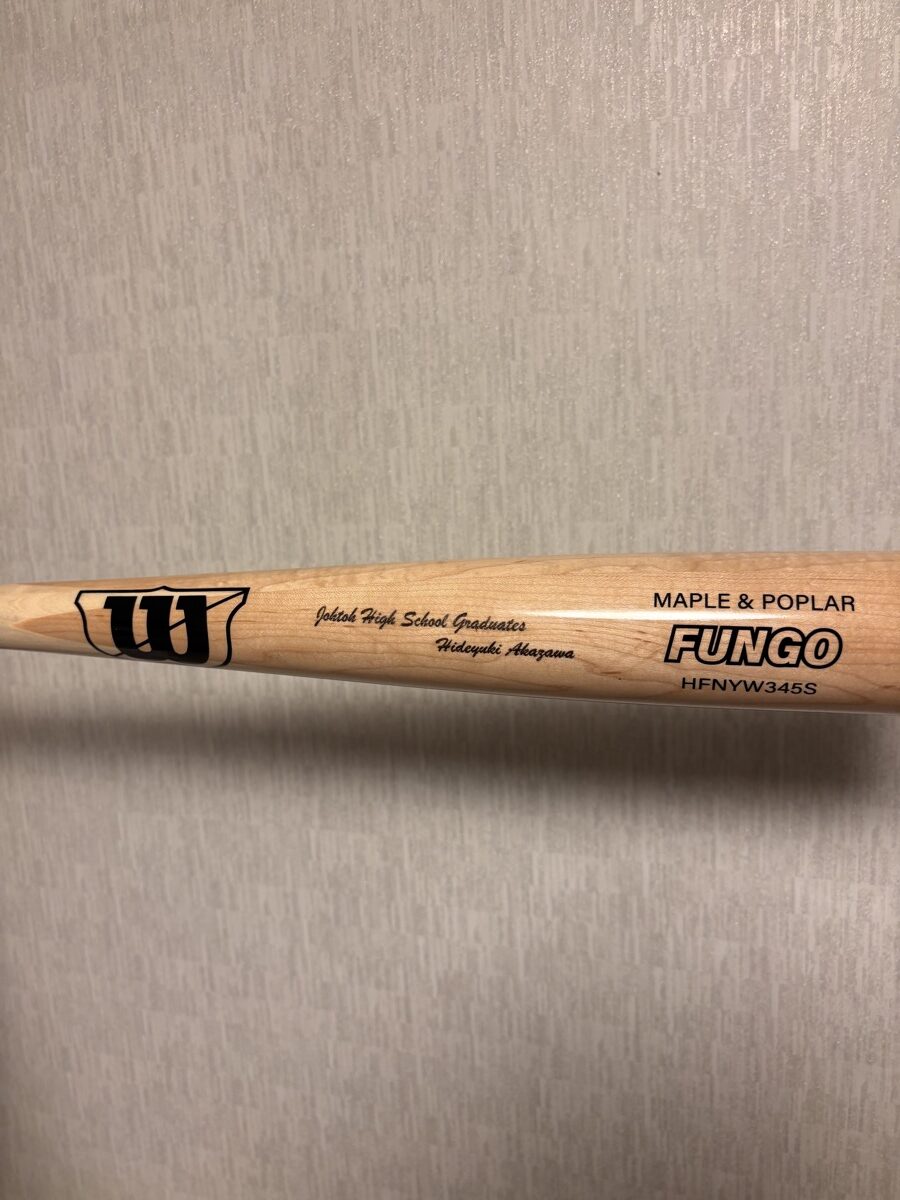 W
Johtoh High School Graduates
Hideyuki Akazawa
MAPLE & POPLAR
FUNGO
HFNYW345S